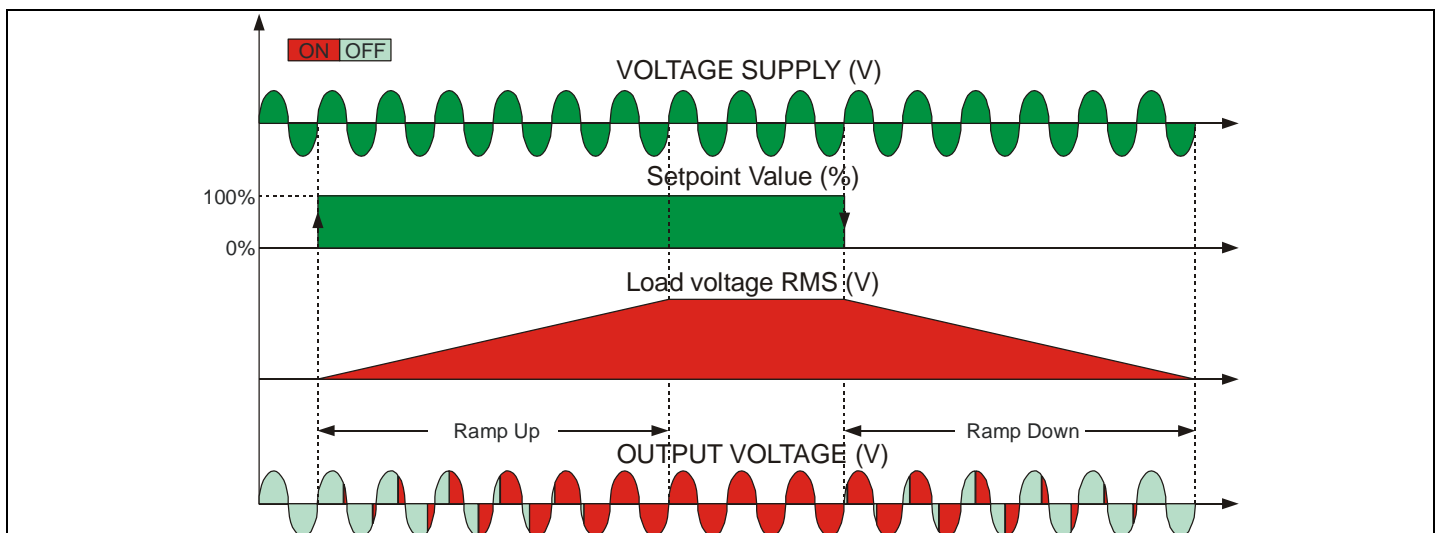 ON OFF
VOLTAGE SUPPLY (V)
Setpoint Value (%)
100%
0%
Load voltage RMS (V)
Ramp Up
Ramp Down
OUTPUT VOLTAGE (V)